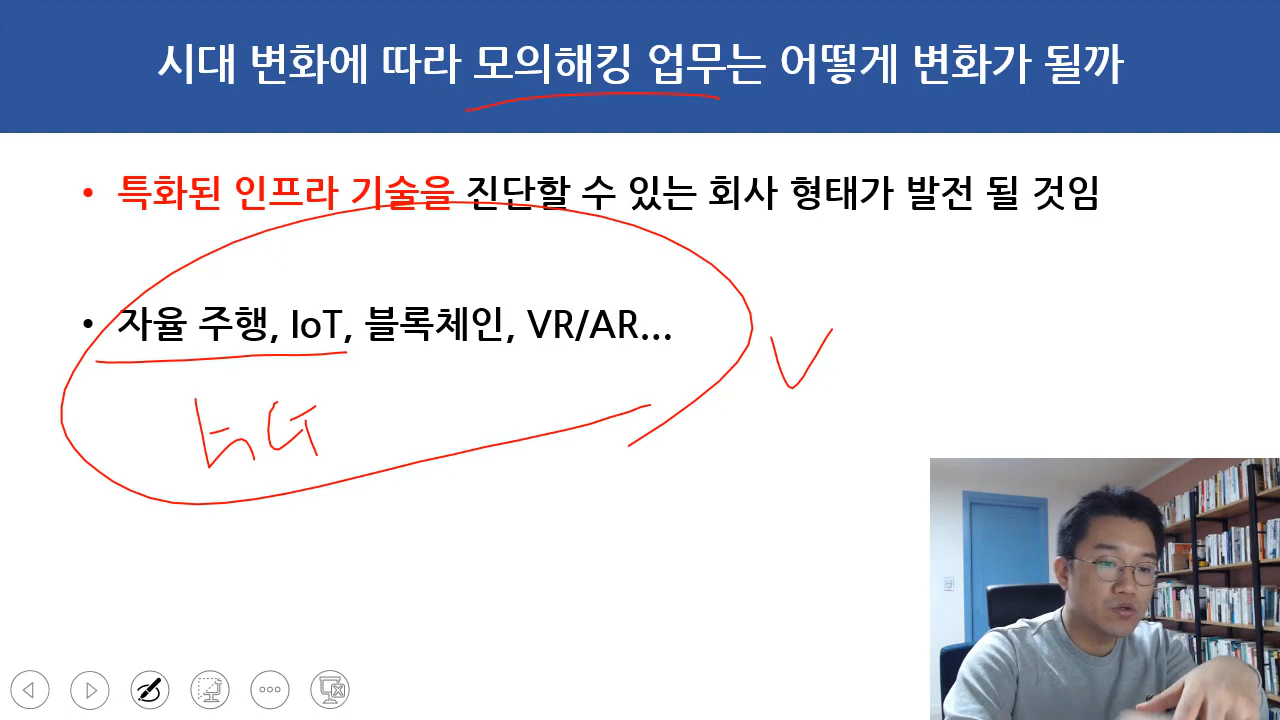 시대 변화에 따라 모의해킹 업무는 어떻게 변화가 될까
• 특화된 인프라 기술을 진단할 수 있는 회사 형태가 발전 될 것임
• 자율 주행, IoT, 블록체인, VR/AR...
5G